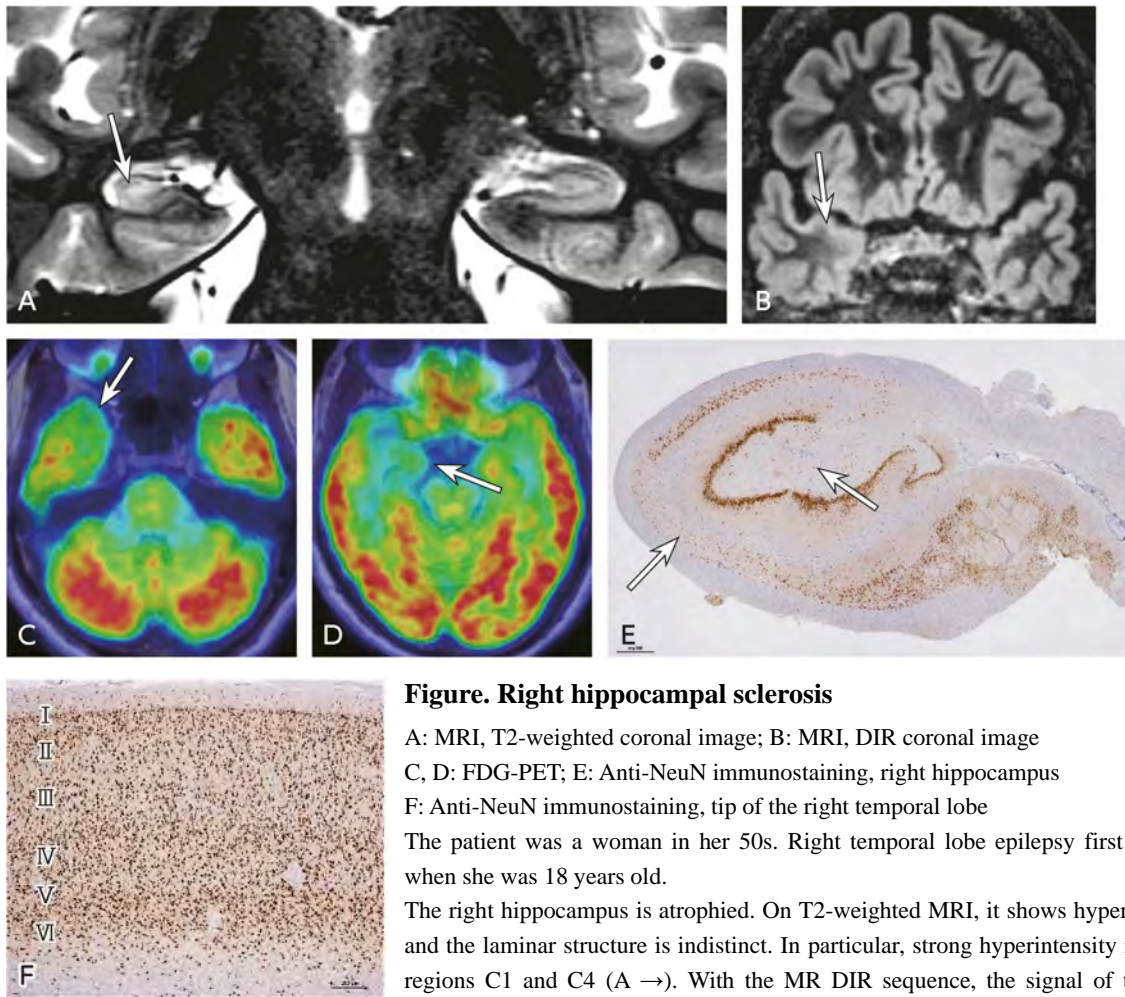 A
B
C
D
E
I
II
III
IV
V
VI
F
Figure. Right hippocampal sclerosis
A: MRI, T2-weighted coronal image; B: MRI, DIR coronal image
C, D: FDG-PET; E: Anti-NeuN immunostaining, right hippocampus
F: Anti-NeuN immunostaining, tip of the right temporal lobe
The patient was a woman in her 50s. Right temporal lobe epilepsy first
when she was 18 years old.
The right hippocampus is atrophied. On T2-weighted MRI, it shows hyper
and the laminar structure is indistinct. In particular, strong hyperintensity
regions C1 and C4 (A →). With the MR DIR sequence, the signal of t